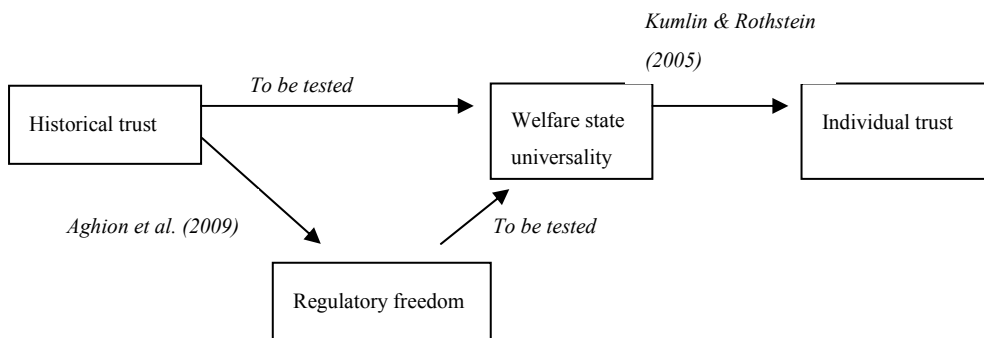 Kumlin & Rothstein
(2005)
To be tested
Historical trust
Welfare state
universality
Individual trust
Aghion et al. (2009)
To be tested
Regulatory freedom